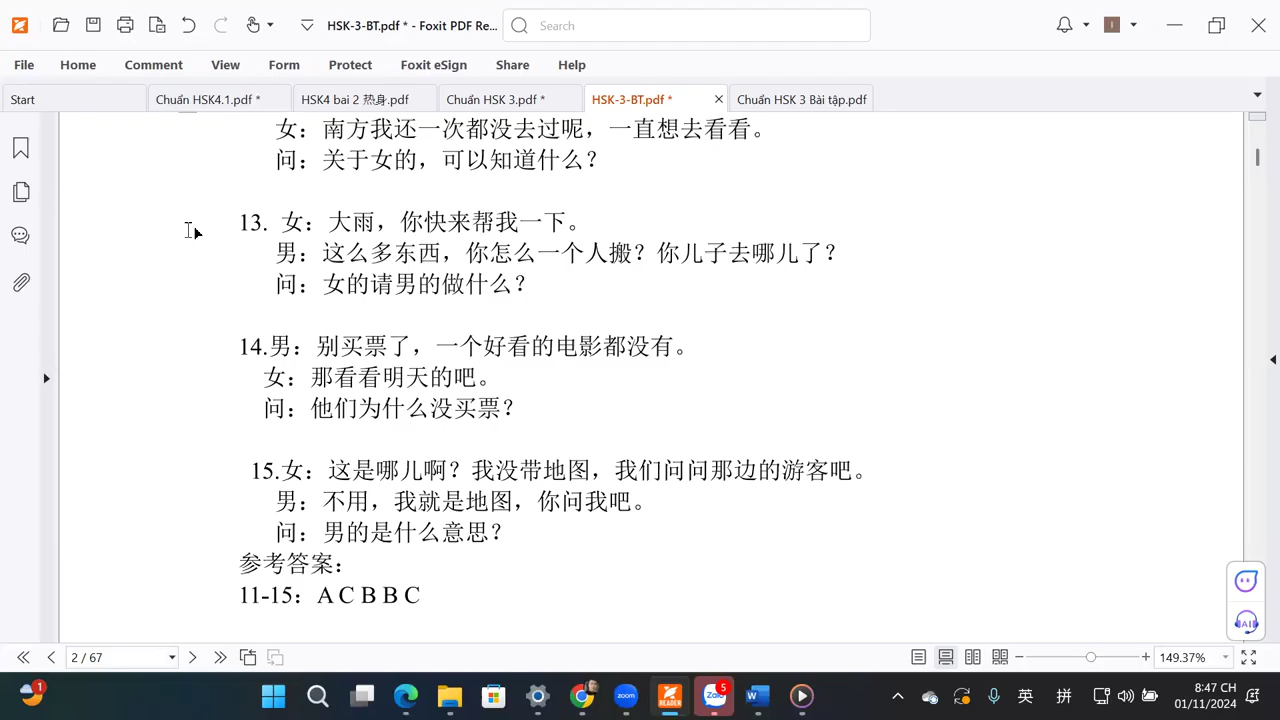 HSK-3-BT.pdf * - Foxit PDF Re...
Search
File Home Comment View Form Protect Foxit eSign Share Help
Start Chuẩn HSK4.1.pdf * HSK4 bai 2 热身.pdf Chuẩn HSK 3.pdf * HSK-3-BT.pdf * Chuẩn HSK 3 Bài tập.pdf
女：南方我还一次都没去过呢，一直想去看看。
问：关于女的，可以知道什么？
13. 女：大雨，你快来帮我一下。
男：这么多东西，你怎么一个人搬？你儿子去哪儿了？
问：女的请男的做什么？
14.男：别买票了，一个好看的电影都没有。
女：那看看明天的吧。
问：他们为什么没买票？
15.女：这是哪儿啊？我没带地图，我们问问那边的游客吧。
男：不用，我就是地图，你问我吧。
问：男的是什么意思？
参考答案：
11-15：A C B B C
AI
2 / 67
149.37%
1
zoom
READER
Zalo
5
英
拼
8:47 CH
01/11/2024